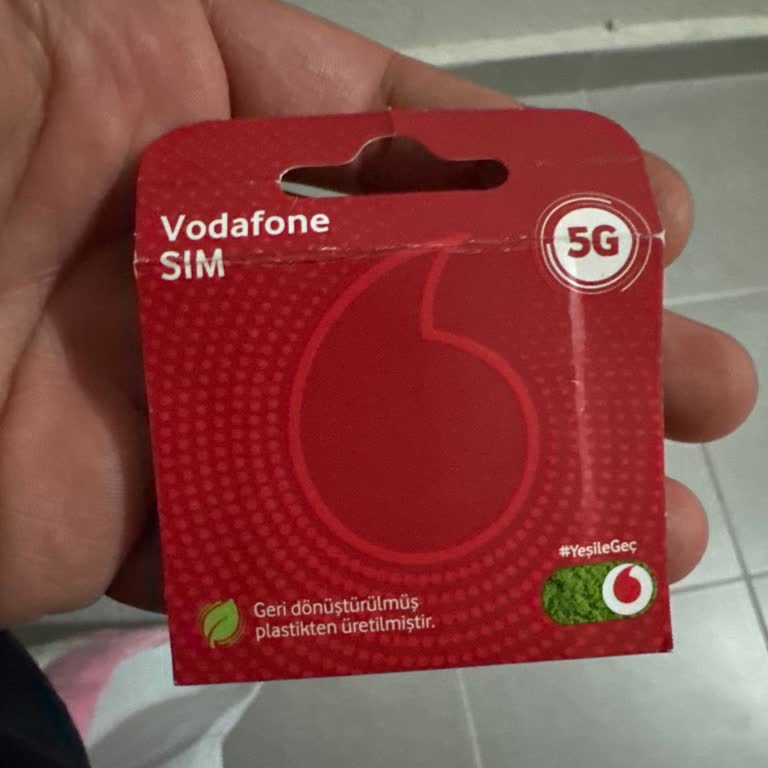 Vodafone
SIM
5G
#YeşileGeç
Geri dönüştürülmüş
plastikten üretilmiştir.